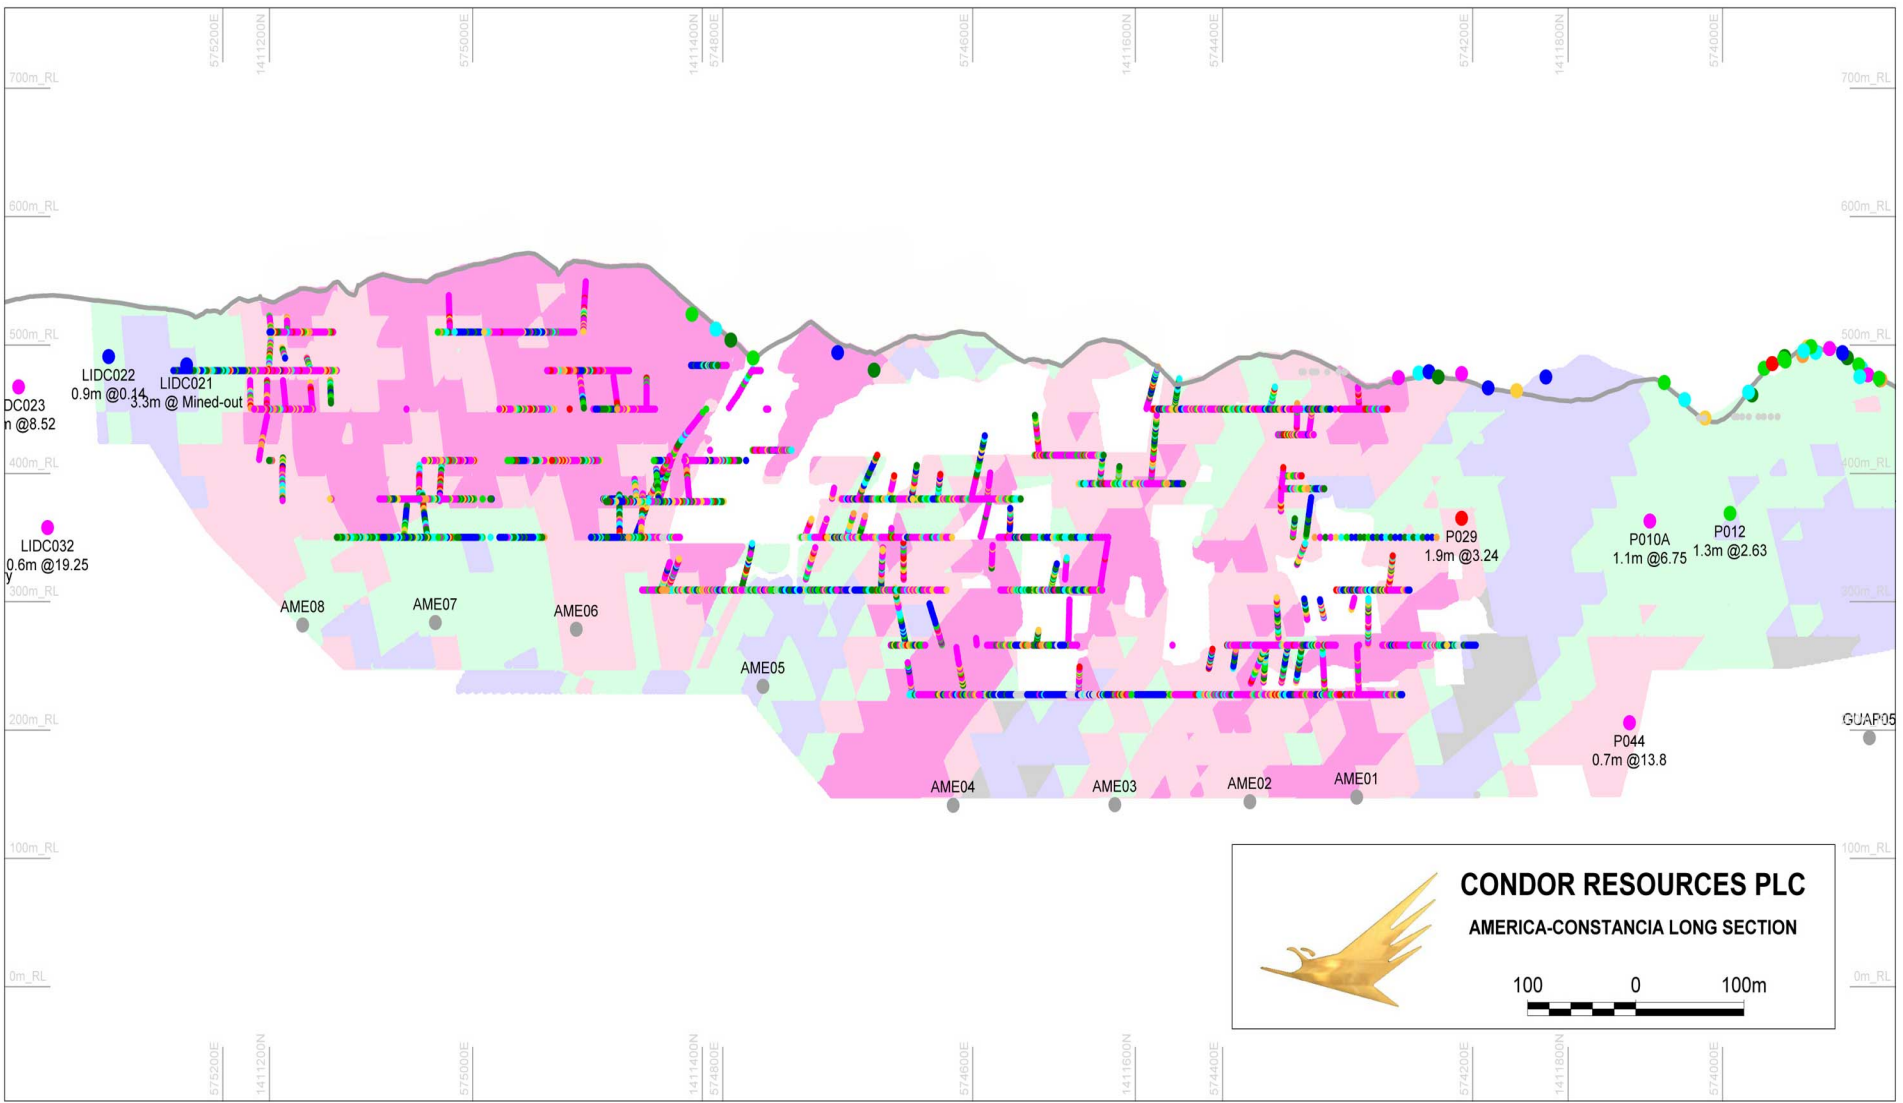 575200E
1411200N
575000E
1411400N
574800E
574600E
1411600N
574400E
574200E
1411800N
574000E
700m_RL
700m_RL
600m_RL
600m_RL
500m_RL
500m_RL
LIDC022
0.9m @0.14
LIDC021
3.3m @ Mined-out
DC023
m @8.52
400m_RL
400m_RL
P029
1.9m @3.24
P010A
1.1m @6.75
P012
1.3m @2.63
LIDC032
0.6m @19.25
y
300m_RL
300m_RL
AME08
AME07
AME06
AME05
200m_RL
GUAP05
P044
0.7m @13.8
AME04
AME03
AME02
AME01
100m_RL
100m_RL
CONDOR RESOURCES PLC
AMERICA-CONSTANCIA LONG SECTION
100 0 100m
0m_RL
0m_RL
575200E
1411200N
575000E
1411400N
574800E
574600E
1411600N
574400E
574200E
1411800N
574000E